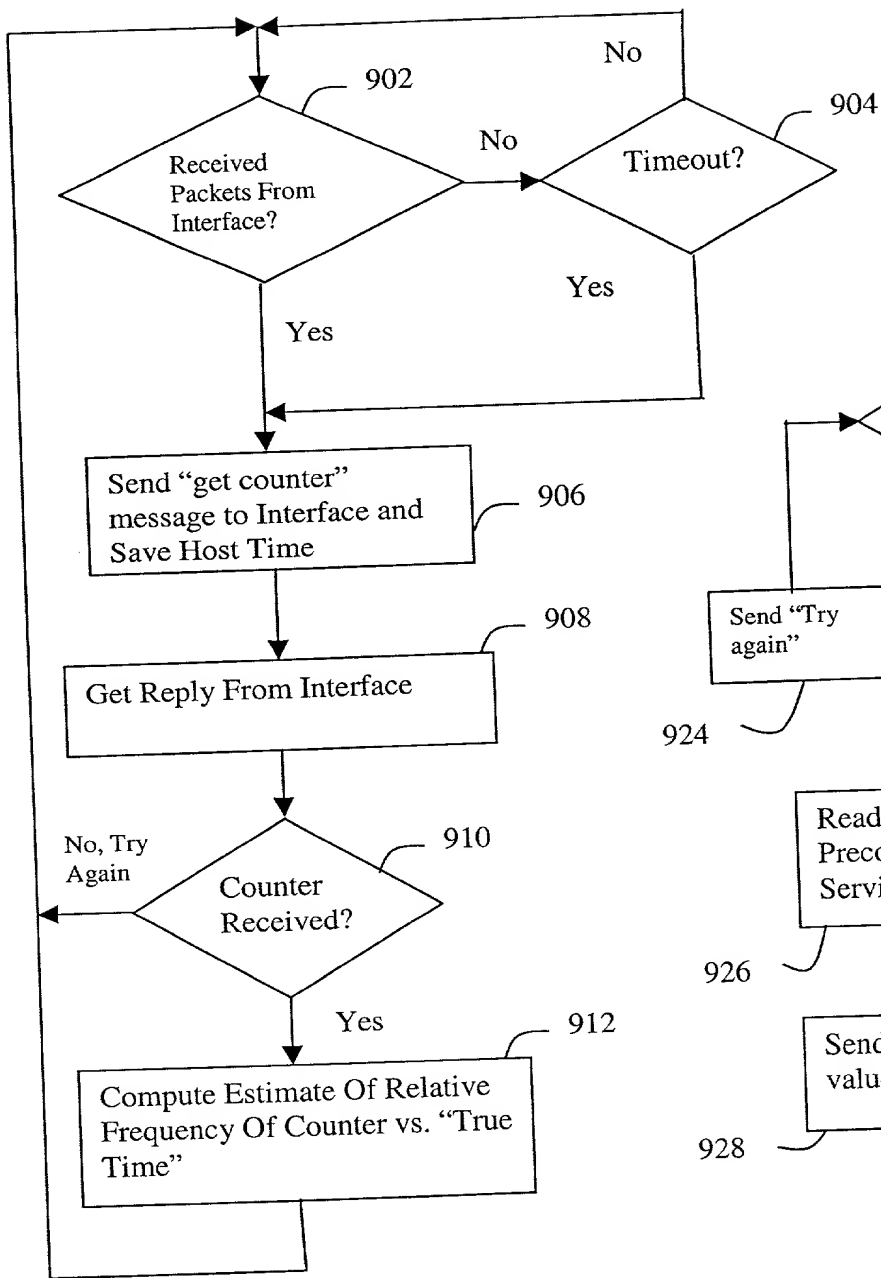 No
902
904
No
Received
Packets From
Interface?
Timeout?
Yes
Yes
Send “get counter”
message to Interface and
Save Host Time
906
908
Get Reply From Interface
Send “Try
again”
924
No, Try
Again
910
Counter
Received?
Read
926
Yes
912
Compute Estimate Of Relative
Frequency Of Counter vs. “True
Time”
Send
928